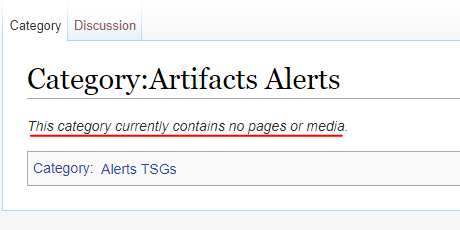 Category Discussion
Category:Artifacts Alerts
This category currently contains no pages or media.
Category: Alerts TSGs